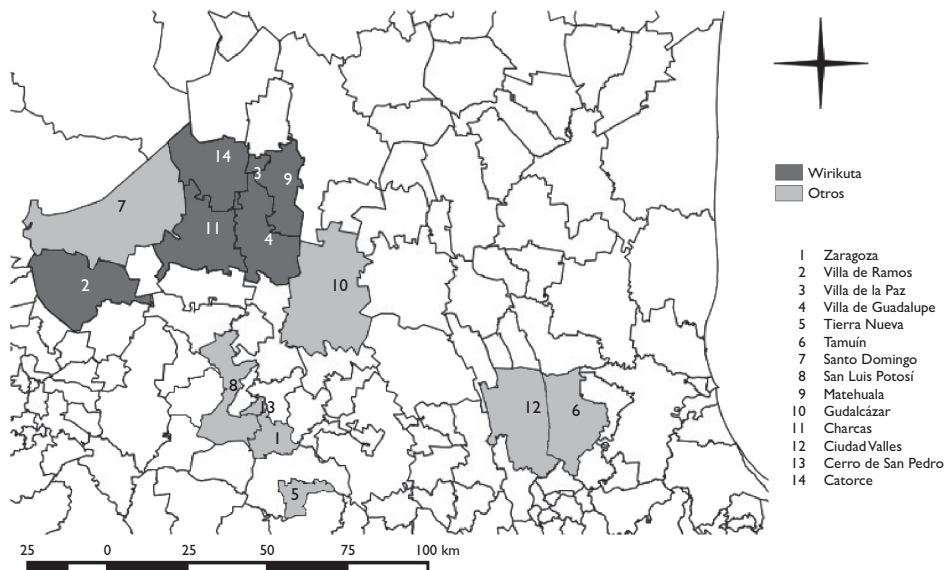 14
3
9
7
11
4
2
10
8
13
12
6
1
5
Wirikuta
Otros
1 Zaragoza
2 Villa de Ramos
3 Villa de la Paz
4 Villa de Guadalupe
5 Tierra Nueva
6 Tamuín
7 Santo Domingo
8 San Luis Potosí
9 Matehuala
10 Gudalcázar
11 Charcas
12 Ciudad Valles
13 Cerro de San Pedro
14 Catorce
25 0 25 50 75 100 km